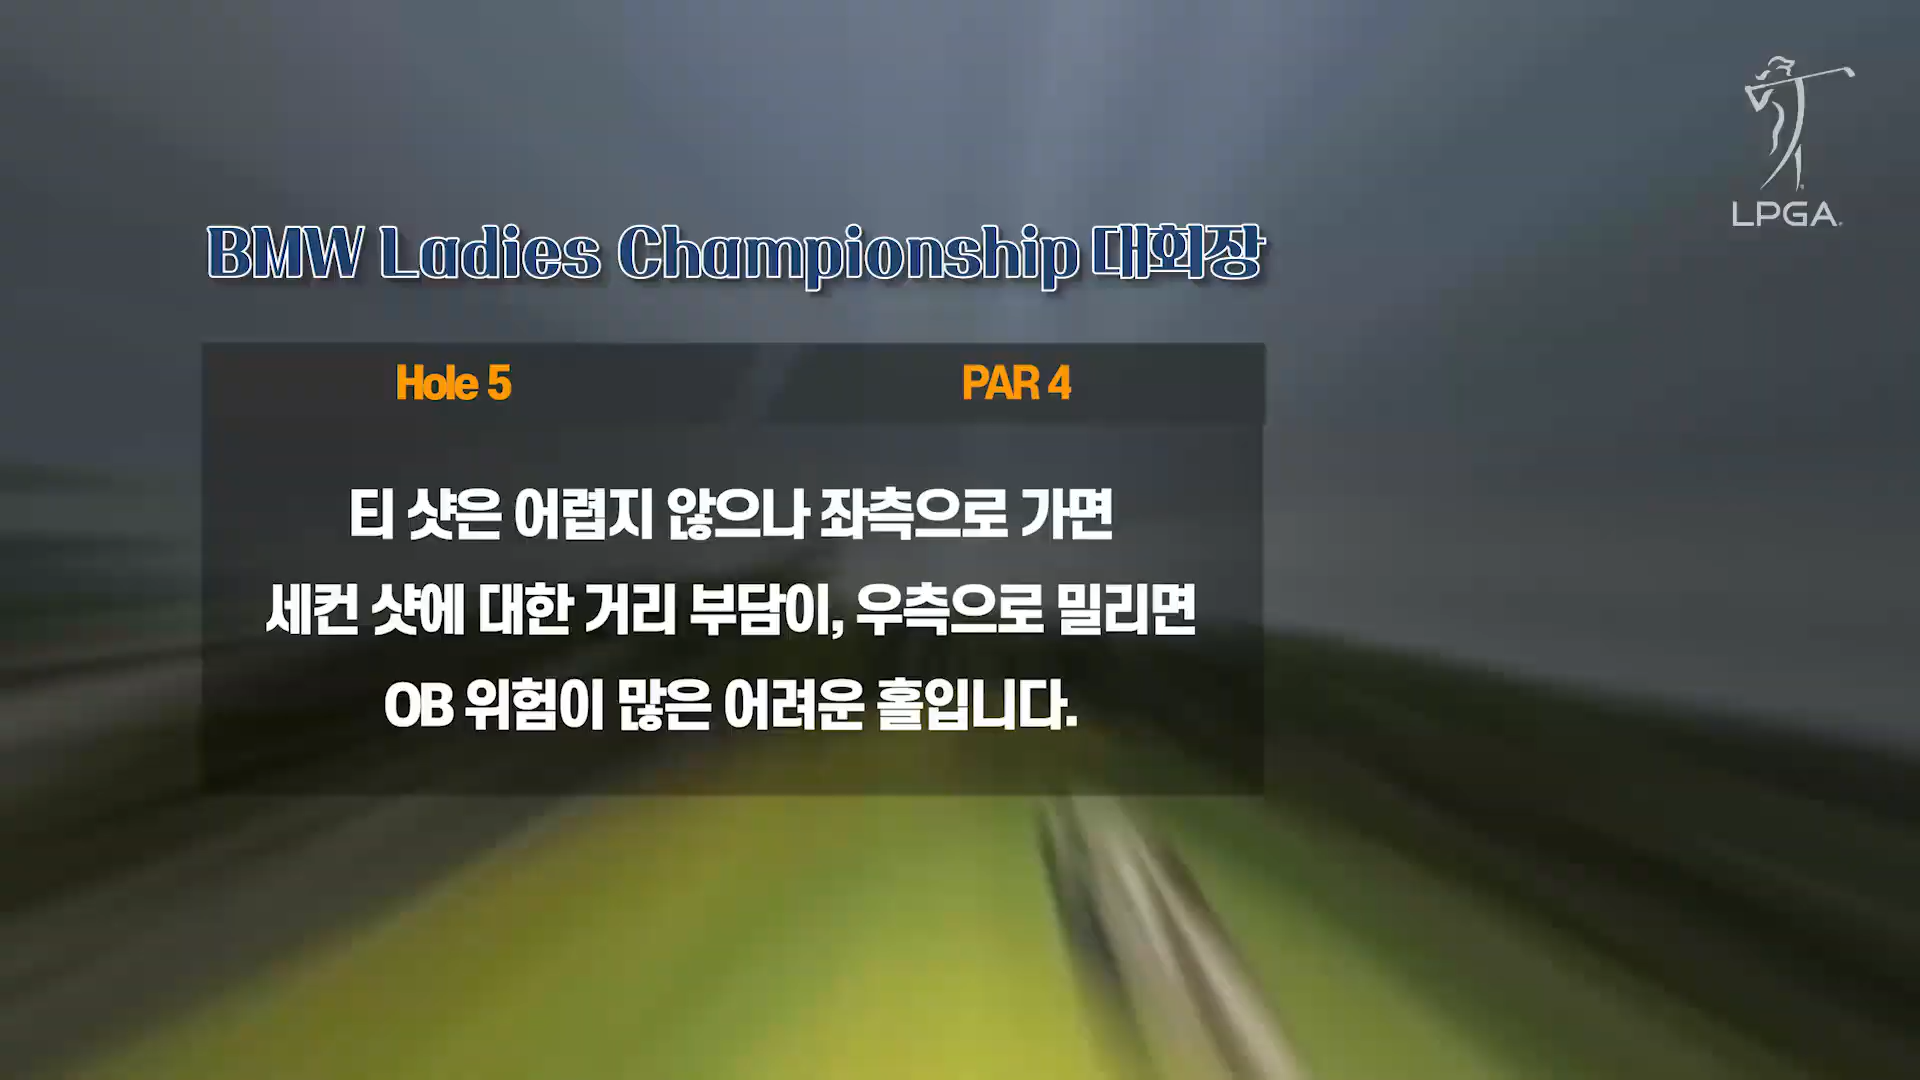 LPGA
BMW Ladies Championship 대회장
Hole 5 PAR 4
티 샷은 어렵지 않으나 좌측으로 가면
세컨 샷에 대한 거리 부담이, 우측으로 밀리면
OB 위험이 많은 어려운 홀입니다.